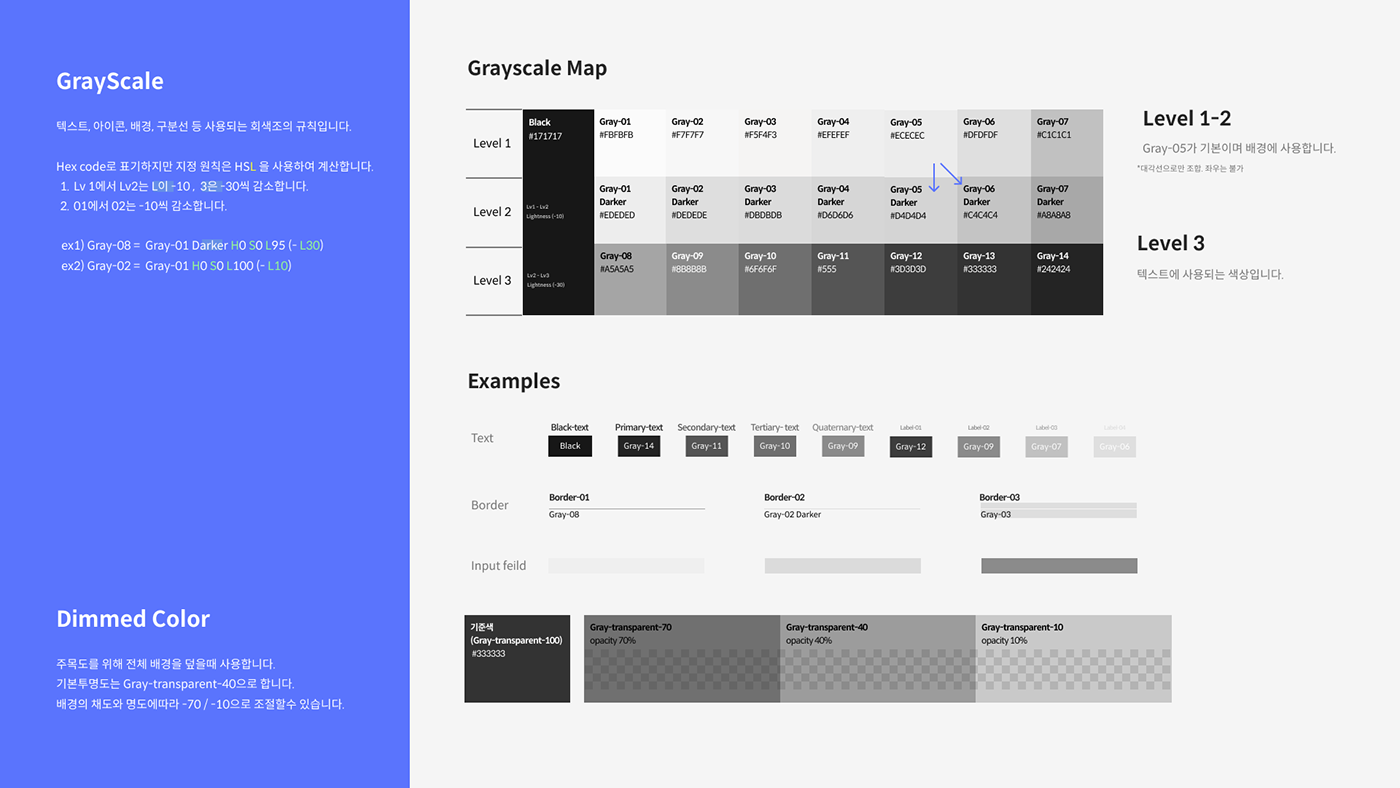 GrayScale
텍스트, 아이콘, 배경, 구분선 등 사용되는 회색조의 규칙입니다.
Hex code로 표기하지만 지정 원칙은 HSL 을 사용하여 계산합니다.
1. Lv 1에서 Lv2는 L이 -10 , 3은 -30씩 감소합니다.
2. 01에서 02는 -10씩 감소합니다.
ex1) Gray-08 = Gray-01 Darker H0 S0 L95 (- L30)
ex2) Gray-02 = Gray-01 H0 S0 L100 (- L10)
Dimmed Color
주목도를 위해 전체 배경을 덮을때 사용합니다.
기본투명도는 Gray-transparent-40으로 합니다.
배경의 채도와 명도에따라 -70 / -10으로 조절할수 있습니다.
Grayscale Map
Level 1
Black
#171717
Gray-01
#FBFBFB
Gray-02
#F7F7F7
Gray-03
#F5F4F3
Gray-04
#EFEFEF
Gray-05
#ECECEC
Gray-06
#DFDFDF
Gray-07
#C1C1C1
Level 2
Lv1 - Lv2
Lightness (-10)
Gray-01
Darker
#EDEDED
Gray-02
Darker
#DEDEDE
Gray-03
Darker
#DBDBDB
Gray-04
Darker
#D6D6D6
Gray-05
Darker
#D4D4D4
Gray-06
Darker
#C4C4C4
Gray-07
Darker
#A8A8A8
Level 3
Lv2 - Lv3
Lightness (-30)
Gray-08
#A5A5A5
Gray-09
#8B8B8B
Gray-10
#6F6F6F
Gray-11
#555
Gray-12
#3D3D3D
Gray-13
#333333
Gray-14
#242424
Level 1-2
Gray-05가 기본이며 배경에 사용합니다.
*대각선으로만 조합. 좌우는 불가
Level 3
텍스트에 사용되는 색상입니다.
Examples
Text
Black-text
Black
Primary-text
Gray-14
Secondary-text
Gray-11
Tertiary- text
Gray-10
Quaternary-text
Gray-09
Label-01
Gray-12
Label-02
Gray-09
Label-03
Gray-07
Gray-06
Border
Border-01
Gray-08
Border-02
Gray-02 Darker
Border-03
Gray-03
Input feild
기준색
(Gray-transparent-100)
#333333
Gray-transparent-70
opacity 70%
Gray-transparent-40
opacity 40%
Gray-transparent-10
opacity 10%